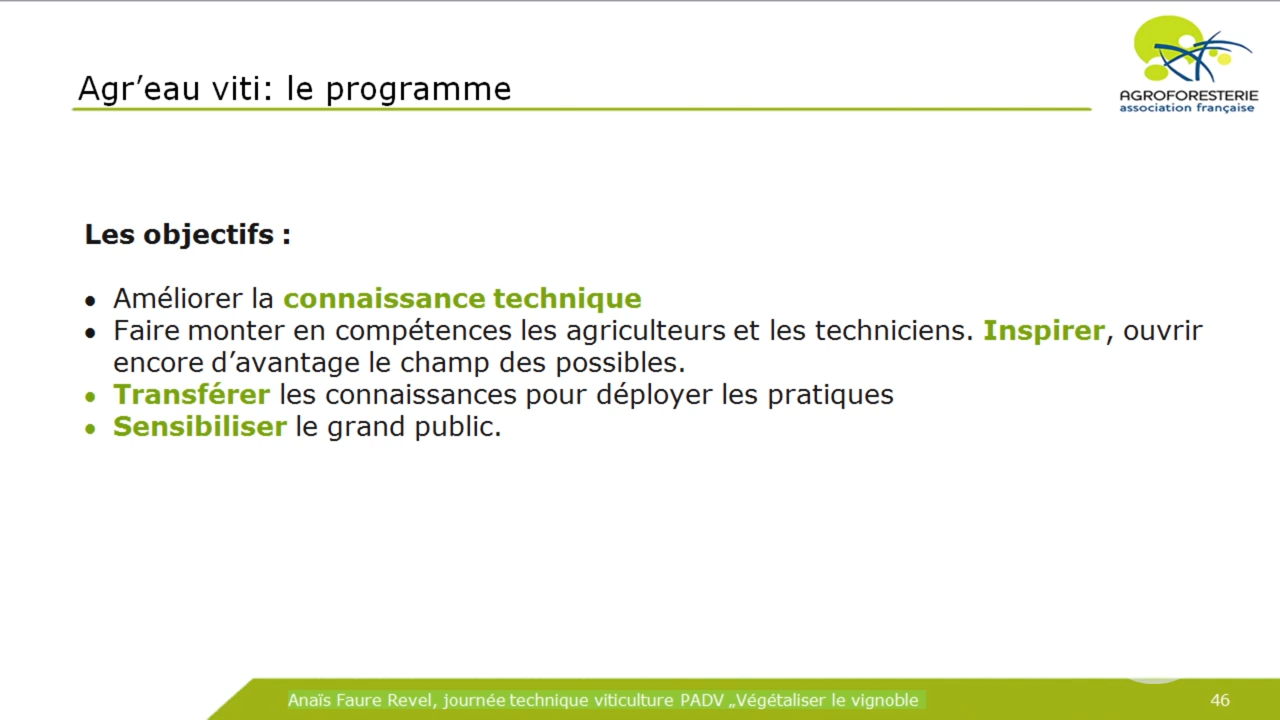 Agr’eau viti: le programme
AGROFORESTERIE
association française
Les objectifs :
• Améliorer la connaissance technique
• Faire monter en compétences les agriculteurs et les techniciens. Inspirer, ouvrir
encore d’avantage le champ des possibles.
• Transférer les connaissances pour déployer les pratiques
• Sensibiliser le grand public.
Anaïs Faure Revel, journée technique viticulture PADV „Végétaliser le vignoble
46